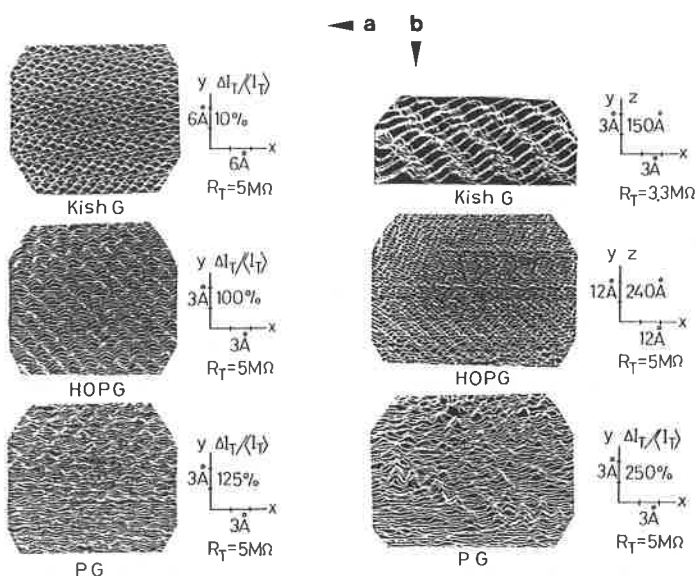 a b
y ΔI_T/⟨I_T⟩
6Å 10%
x
6Å
R_T=5MΩ
Kish G
y z
3Å 150Å
x
3Å
R_T=3.3MΩ
Kish G
y ΔI_T/⟨I_T⟩
3Å 100%
x
3Å
R_T=5MΩ
HOPG
y z
12Å 240Å
x
12Å
R_T=5MΩ
HOPG
y ΔI_T/⟨I_T⟩
3Å 125%
x
3Å
R_T=5MΩ
PG
y ΔI_T/⟨I_T⟩
3Å 250%
x
3Å
R_T=5MΩ
PG